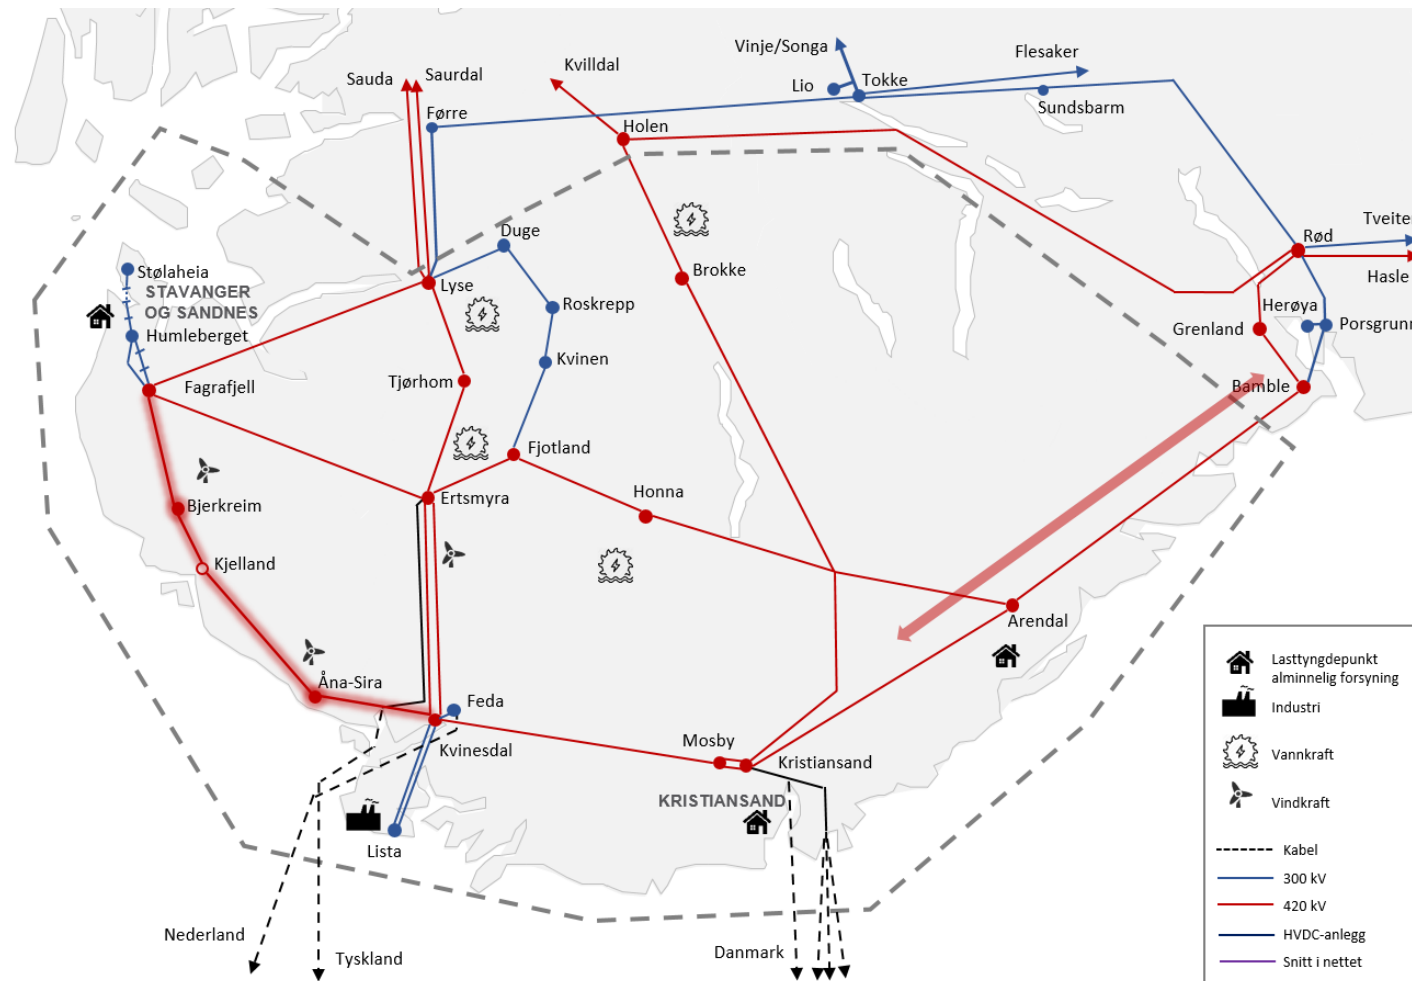 Vinje/Songa
Flesaker
Kvilldal
Sauda
Saurdal
Lio
Tokke
Førre
Holen
Sundsbarm
Tveiten
Duge
Rød
Stølaheia
Brokke
Hasle
Lyse
STAVANGER
OG SANDNES
Roskrepp
Herøya
Humleberget
Grenland
Porsgrunn
Kvinen
Fagrafjell
Tjørhom
Bamble
Fjotland
Ertsmyra
Honna
Bjerkreim
Kjelland
Arendal
Åna-Sira
Feda
Kvinesdal
Mosby
Kristiansand
KRISTIANSAND
Lista
Nederland
Tyskland
Danmark
Lasttyngdepunkt
alminnelig forsyning
Industri
Vannkraft
Vindkraft
Kabel
300 kV
420 kV
HVDC-anlegg
Snitt i nettet